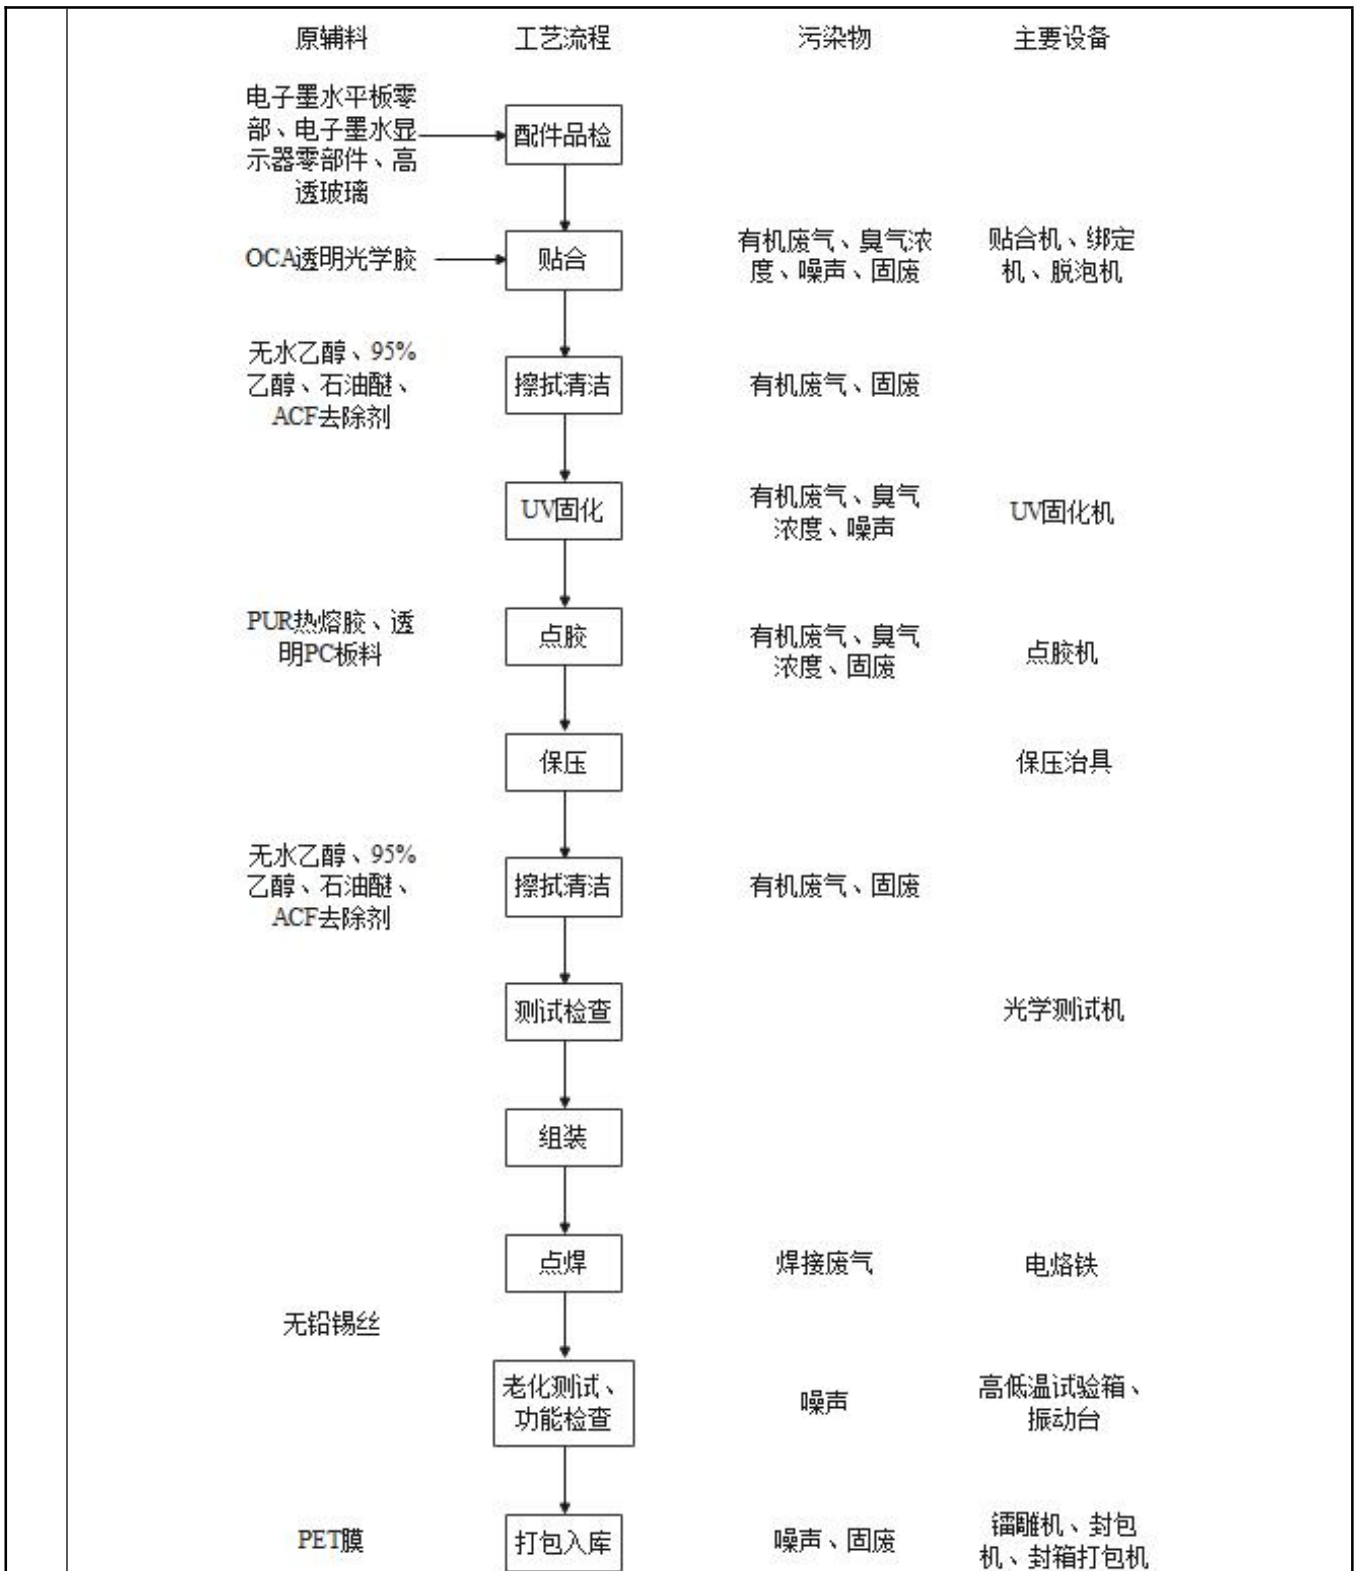 原辅料 工艺流程 污染物 主要设备
电子墨水平板零
部、电子墨水显
示器零部件、高
透玻璃
配件品检
OCA透明光学胶
贴合
有机废气、臭气浓
度、噪声、固废
贴合机、绑定
机、脱泡机
无水乙醇、95%
乙醇、石油醚、
ACF去除剂
擦拭清洁
有机废气、固废
UV固化
有机废气、臭气
浓度、噪声
UV固化机
PUR热熔胶、透
明PC板料
点胶
有机废气、臭气
浓度、固废
点胶机
保压
保压治具
无水乙醇、95%
乙醇、石油醚、
ACF去除剂
擦拭清洁
有机废气、固废
测试检查
光学测试机
组装
点焊
焊接废气
电烙铁
无铅锡丝
老化测试、
功能检查
噪声
高低温试验箱、
振动台
PET膜
打包入库
噪声、固废
镭雕机、封包
机、封箱打包机